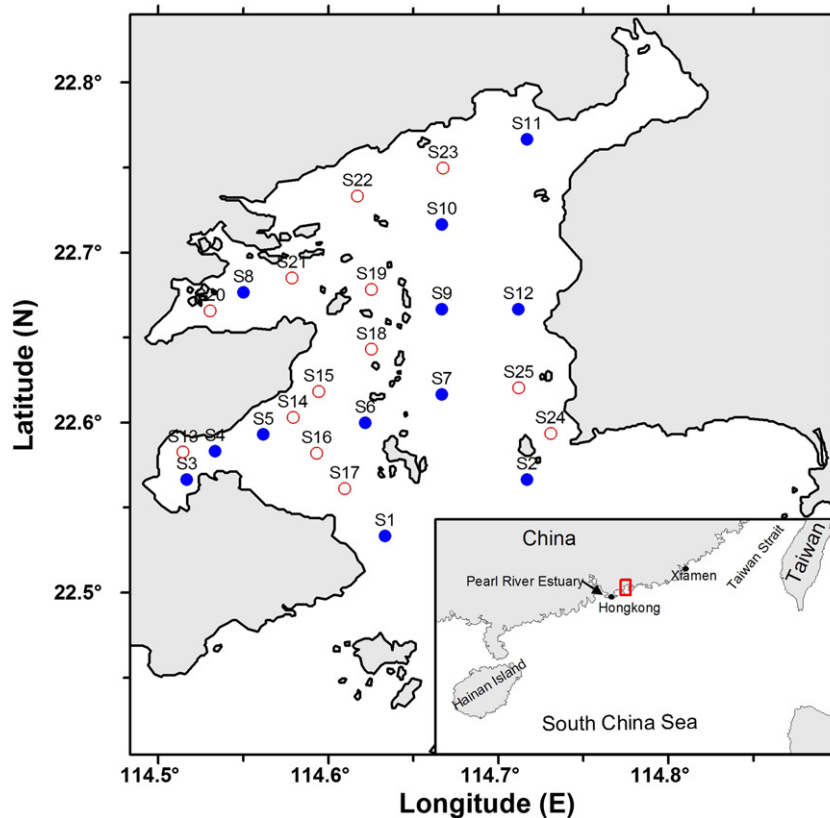 22.8°
22.7°
22.6°
22.5°
Latitude (N)
114.5°
114.6°
114.7°
114.8°
Longitude (E)
S11
S23
S22
S10
S21
S19
S8
S20
S9
S12
S18
S15
S25
S14
S7
S6
S5
S24
S13
S4
S16
S3
S17
S2
S1
China
Taiwan Strait
Taiwan
Xiamen
Pearl River Estuary
Hongkong
Hainan Island
South China Sea